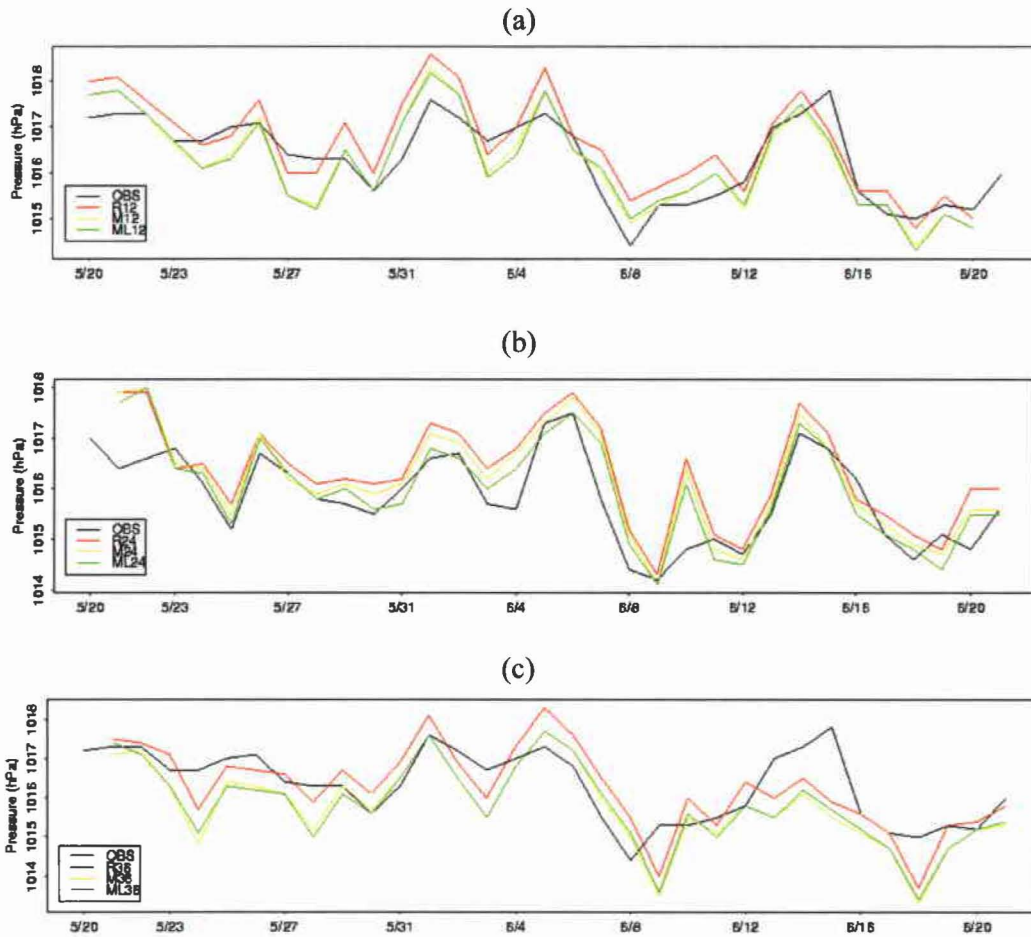 (a)
Pressure (hPa)
1018
1017
1016
1015
OBS
R12
M12
ML12
5/20 5/23 5/27 5/31 6/4 6/8 6/12 6/16 6/20
(b)
Pressure (hPa)
1018
1017
1016
1015
1014
OBS
R24
M24
ML24
5/20 5/23 5/27 5/31 6/4 6/8 6/12 6/16 6/20
(c)
Pressure (hPa)
1018
1017
1016
1015
1014
OBS
R36
M36
ML36
5/20 5/23 5/27 5/31 6/4 6/8 6/12 6/16 6/20